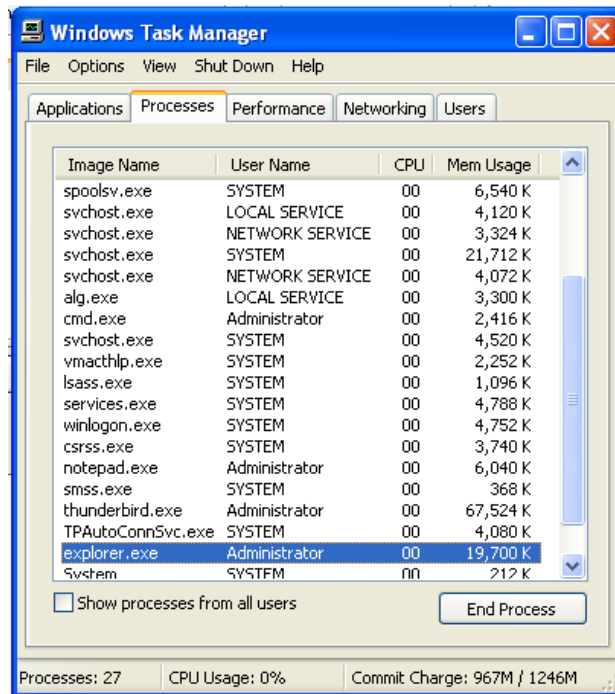 Windows Task Manager
File Options View Shut Down Help
Applications Processes Performance Networking Users
Image Name User Name CPU Mem Usage
spoolsv.exe SYSTEM 00 6,540 K
svchost.exe LOCAL SERVICE 00 4,120 K
svchost.exe NETWORK SERVICE 00 3,324 K
svchost.exe SYSTEM 00 21,712 K
svchost.exe NETWORK SERVICE 00 4,072 K
alg.exe LOCAL SERVICE 00 3,300 K
cmd.exe Administrator 00 2,416 K
svchost.exe SYSTEM 00 4,520 K
vmacthlp.exe SYSTEM 00 2,252 K
lsass.exe SYSTEM 00 1,096 K
services.exe SYSTEM 00 4,788 K
winlogon.exe SYSTEM 00 4,752 K
csrss.exe SYSTEM 00 3,740 K
notepad.exe Administrator 00 6,040 K
smss.exe SYSTEM 00 368 K
thunderbird.exe Administrator 00 67,524 K
TPAutoConnSvc.exe SYSTEM 00 4,080 K
explorer.exe Administrator 00 19,700 K
System SYSTEM 00 212 K
Show processes from all users End Process
Processes: 27 CPU Usage: 0% Commit Charge: 967M / 1246M